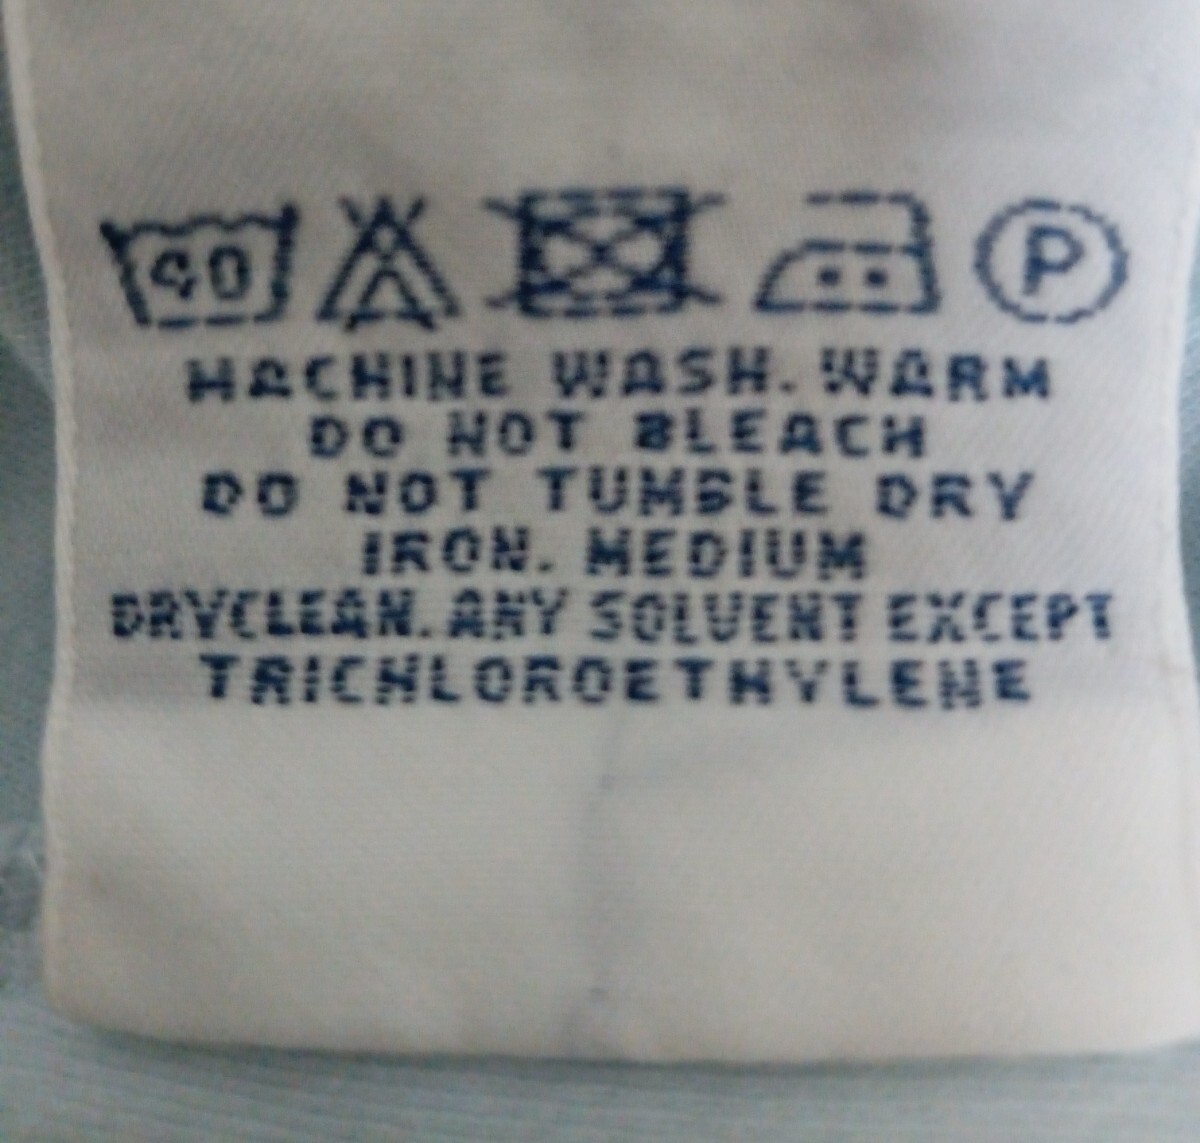 40 P
MACHINE WASH. WARM
DO NOT BLEACH
DO NOT TUMBLE DRY
IRON. MEDIUM
DRYCLEAN. ANY SOLVENT EXCEPT
TRICHLOROETHYLENE